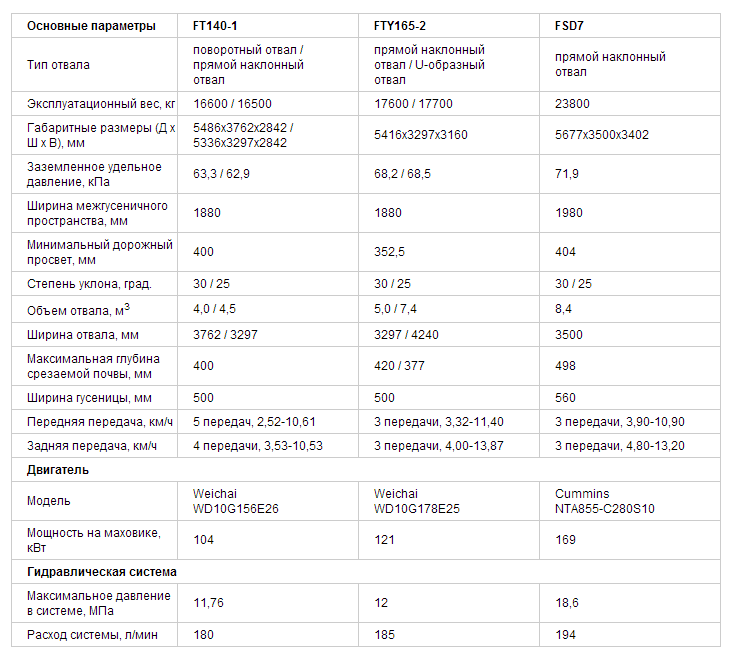 Основные параметры FT140-1 FTY165-2 FSD7
Тип отвала
поворотный отвал /
прямой наклонный
отвал
прямой наклонный
отвал / U-образный
отвал
прямой наклонный
отвал
Эксплуатационный вес, кг 16600 / 16500 17600 / 17700 23800
Габаритные размеры (Д х
Ш х В), мм
5486х3762х2842 /
5336х3297х2842
5416х3297х3160
5677х3500х3402
Заземленное удельное
давление, кПа
63,3 / 62,9
68,2 / 68,5
71,9
Ширина межгусеничного
пространства, мм
1880
1880
1980
Минимальный дорожный
просвет, мм
400
352,5
404
Степень уклона, град. 30 / 25 30 / 25 30 / 25
Объем отвала, м3 4,0 / 4,5 5,0 / 7,4 8,4
Ширина отвала, мм 3762 / 3297 3297 / 4240 3500
Максимальная глубина
срезаемой почвы, мм
400
420 / 377
498
Ширина гусеницы, мм 500 500 560
Передняя передача, км/ч 5 передач, 2,52-10,61 3 передачи, 3,32-11,40 3 передачи, 3,90-10,90
Задняя передача, км/ч 4 передачи, 3,53-10,53 3 передачи, 4,00-13,87 3 передачи, 4,80-13,20
Двигатель
Модель
Weichai
WD10G156E26
Weichai
WD10G178E25
Cummins
NTA855-C280S10
Мощность на маховике,
кВт
104
121
169
Гидравлическая система
Максимальное давление
в системе, МПа
11,76
12
18,6
Расход системы, л/мин 180 185 194